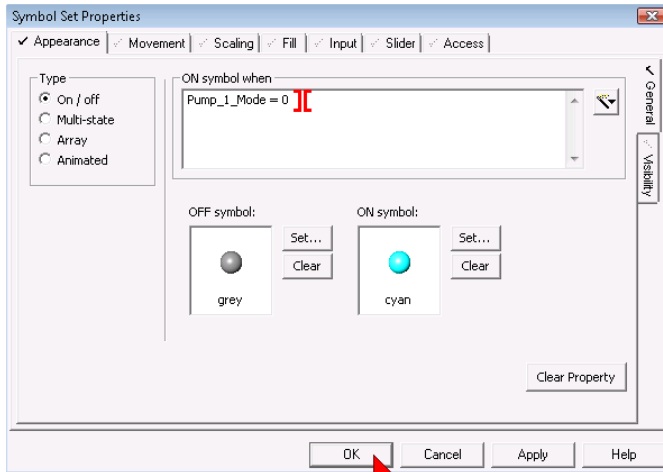 Symbol Set Properties
Appearance Movement Scaling Fill Input Slider Access
Type
On / off
Multi-state
Array
Animated
ON symbol when
Pump_1_Mode = 0
General
Visibility
OFF symbol:
grey
Set...
Clear
ON symbol:
cyan
Set...
Clear
Clear Property
OK Cancel Apply Help